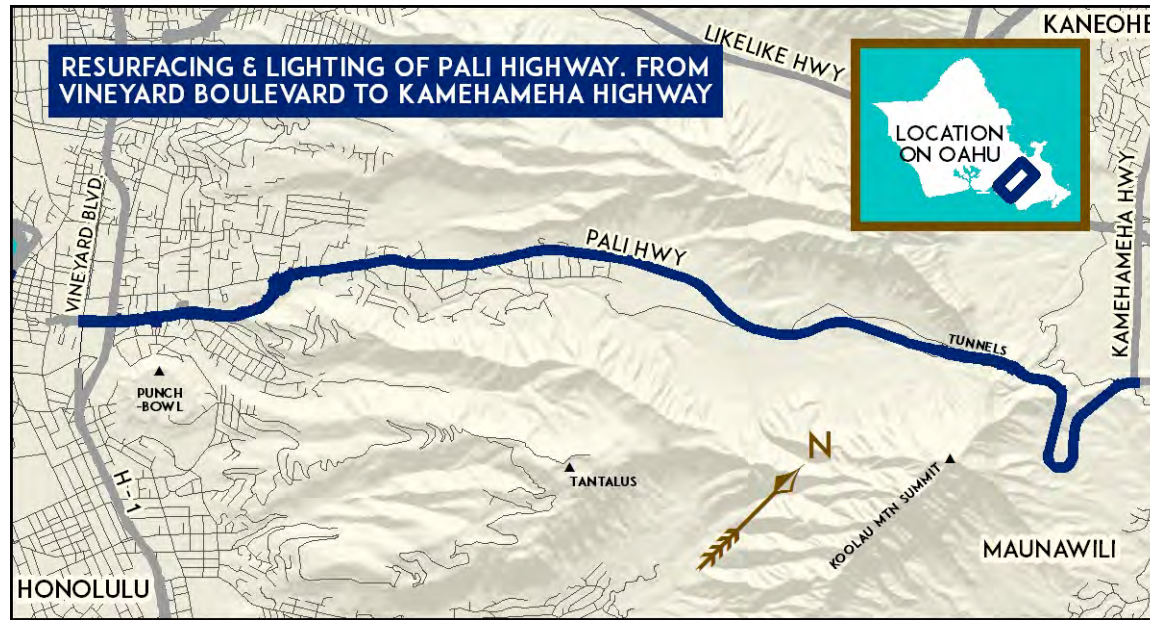 RESURFACING & LIGHTING OF PALI HIGHWAY. FROM
VINEYARD BOULEVARD TO KAMEHAMEHA HIGHWAY
LIKELIKE HWY
KANEOHE
LOCATION
ON OAHU
KAMEHAMEHA HWY
VINEYARD BLVD.
PALI HWY
TUNNELS
PUNCH
-BOWL
H-1
TANTALUS
N
KOOLAU MTN SUMMIT
MAUNAWILI
HONOLULU